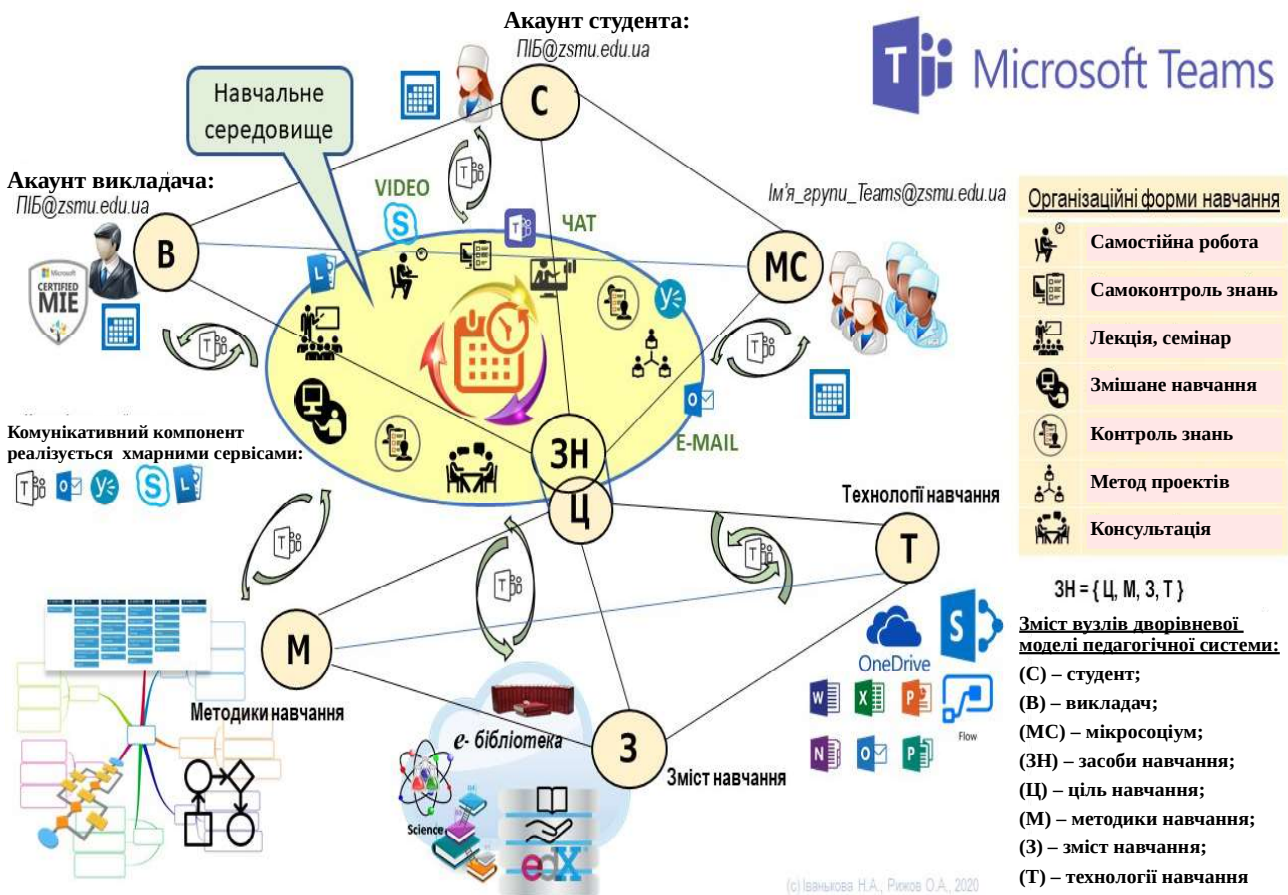 Акаунт студента:
ПІБ@zsmu.edu.ua
Microsoft Teams
Навчальне
середовище
С
Акаунт викладача:
ПІБ@zsmu.edu.ua
VIDEO
ЧАТ
Ім'я_групи_Teams@zsmu.edu.ua
В
МС
Microsoft
CERTIFIED
MIE
ЗН
E-MAIL
Ц
Комунікативний компонент
реалізується хмарними сервісами:
Технології навчання
Т
М
Методики навчання
OneDrive
Flow
е- бібліотека
З
Зміст навчання
Science
edX
Організаційні форми навчання
Самостійна робота
Самоконтроль знань
Лекція, семінар
Змішане навчання
Контроль знань
Метод проектів
Консультація
ЗН = { Ц, М, З, Т }
Зміст вузлів дворівневої
моделі педагогічної системи:
(С) – студент;
(В) – викладач;
(МС) – мікросоціум;
(ЗН) – засоби навчання;
(Ц) – ціль навчання;
(М) – методики навчання;
(З) – зміст навчання;
(Т) – технології навчання
(с) Іванькова Н.А., Рижов О.А., 2020